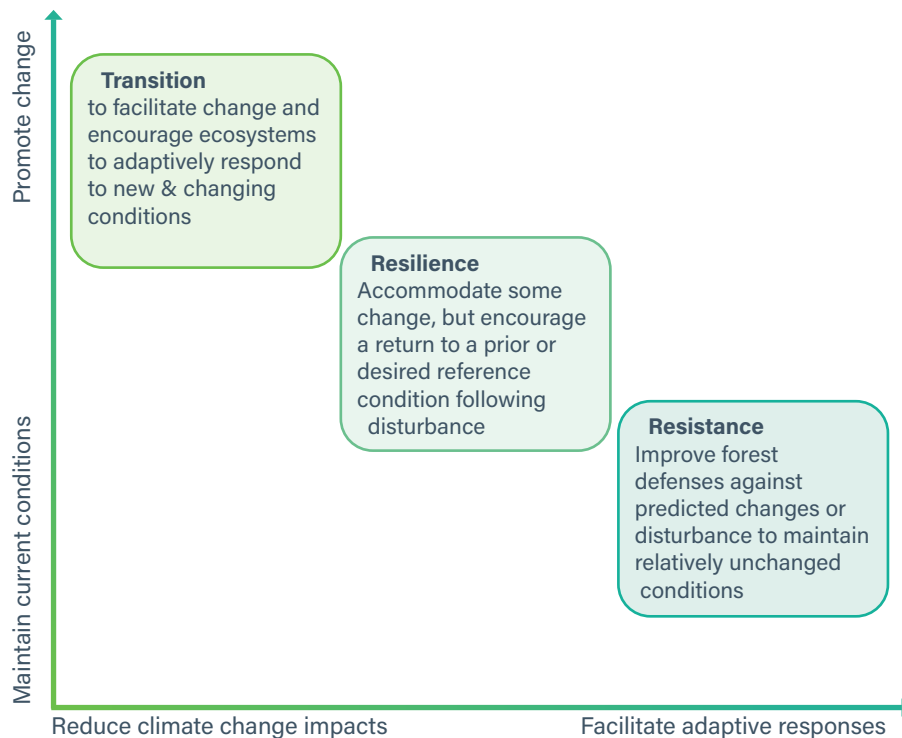 Promote change
Maintain current conditions
Transition
to facilitate change and
encourage ecosystems
to adaptively respond
to new & changing
conditions
Resilience
Accommodate some
change, but encourage
a return to a prior or
desired reference
condition following
disturbance
Resistance
Improve forest
defenses against
predicted changes or
disturbance to maintain
relatively unchanged
conditions
Reduce climate change impacts
Facilitate adaptive responses